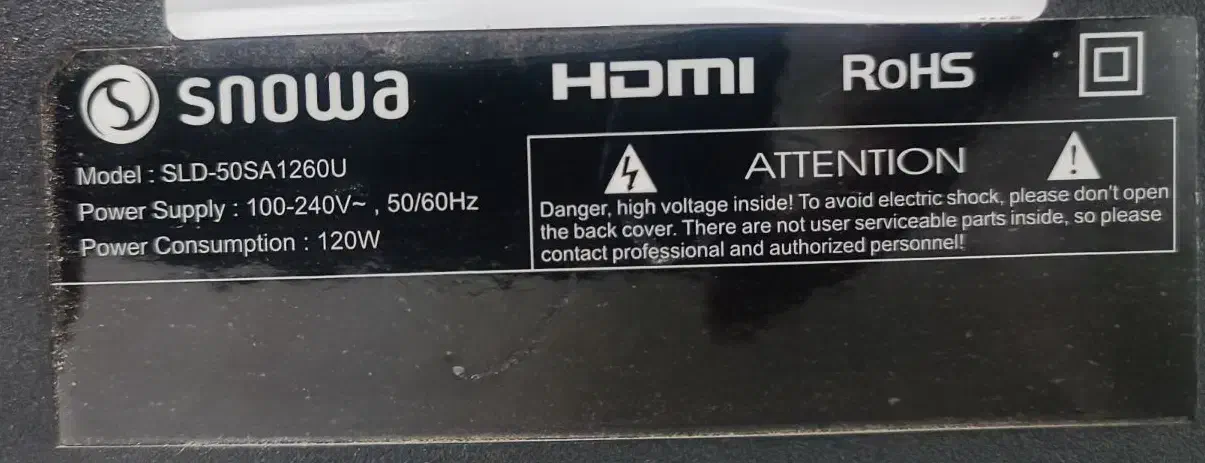 snowa
HDMI
RoHS
Model : SLD-50SA1260U
Power Supply : 100-240V~ , 50/60Hz
Power Consumption : 120W
ATTENTION
Danger, high voltage inside! To avoid electric shock, please don't open
the back cover. There are not user serviceable parts inside, so please
contact professional and authorized personnel!